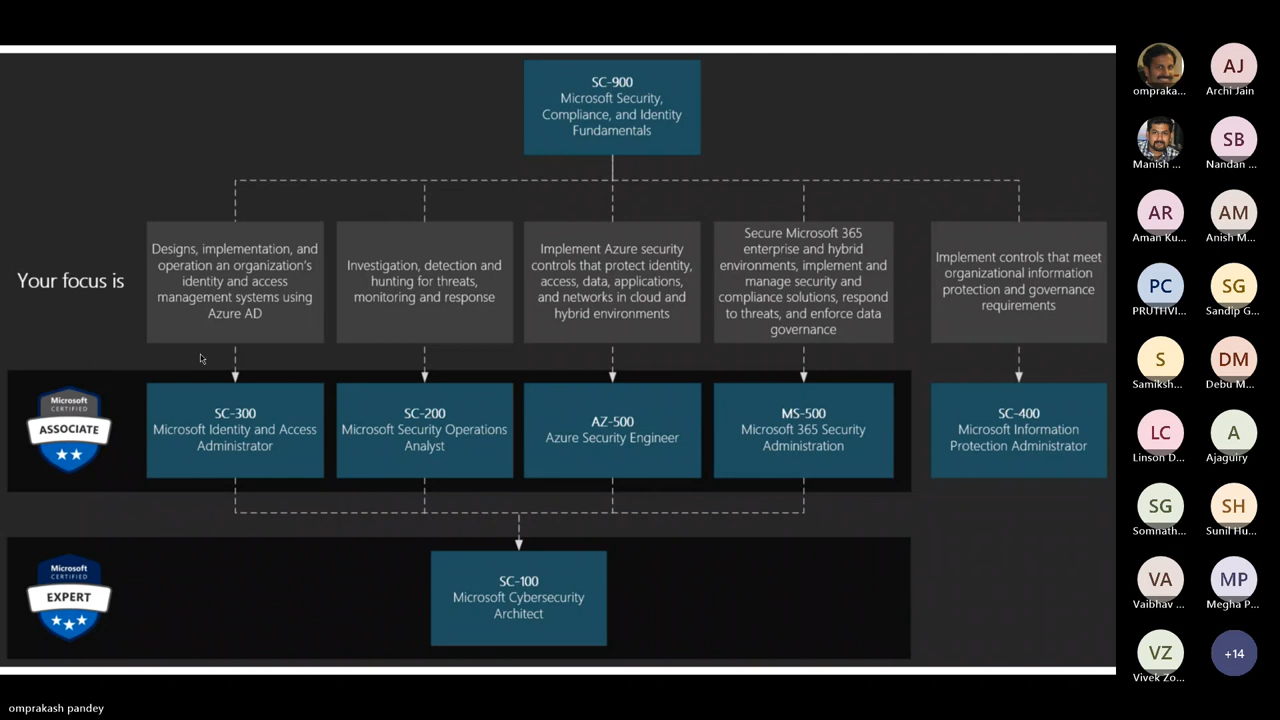 SC-900
Microsoft Security,
Compliance, and Identity
Fundamentals
Your focus is
Designs, implementation, and
operation an organization's
identity and access
management systems using
Azure AD
Investigation, detection and
hunting for threats,
monitoring and response
Implement Azure security
controls that protect identity,
access, data, applications,
and networks in cloud and
hybrid environments
Secure Microsoft 365
enterprise and hybrid
environments, implement and
manage security and
compliance solutions, respond
to threats, and enforce data
governance
Implement controls that meet
organizational information
protection and governance
requirements
Microsoft
CERTIFIED
ASSOCIATE
SC-300
Microsoft Identity and Access
Administrator
SC-200
Microsoft Security Operations
Analyst
AZ-500
Azure Security Engineer
MS-500
Microsoft 365 Security
Administration
SC-400
Microsoft Information
Protection Administrator
Microsoft
CERTIFIED
EXPERT
SC-100
Microsoft Cybersecurity
Architect
ompraka...
AJ
Archi Jain
Manish ...
SB
Nandan ...
AR
Aman Ku...
AM
Anish M...
PC
PRUTHVI...
SG
Sandip G...
S
Samiksh...
DM
Debu M...
LC
Linson D...
A
Ajaguiry
SG
Somnath...
SH
Sunil Hu...
VA
Vaibhav ...
MP
Megha P...
VZ
Vivek Zo...
+14
omprakash pandey